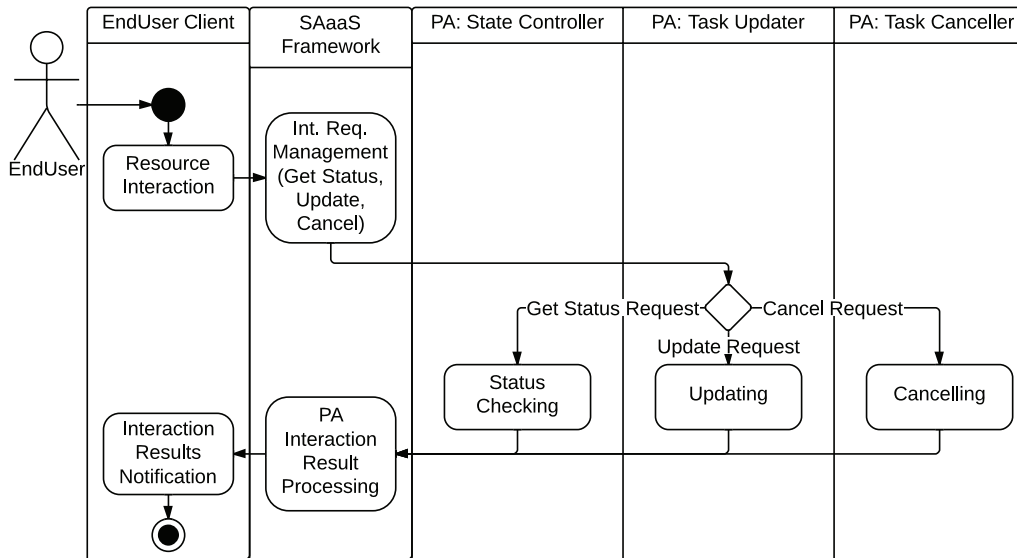 EndUser Client
SAaaS
Framework
PA: State Controller
PA: Task Updater
PA: Task Canceller
EndUser
Resource
Interaction
Int. Req.
Management
(Get Status,
Update,
Cancel)
Get Status Request
Cancel Request
Update Request
Status
Checking
Updating
Cancelling
Interaction
Results
Notification
PA
Interaction
Result
Processing